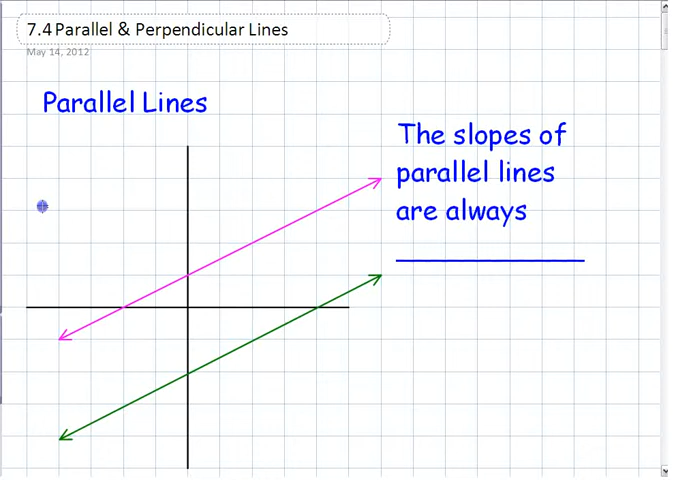 7.4 Parallel & Perpendicular Lines
May 14, 2012
Parallel Lines
The slopes of
parallel lines
are always